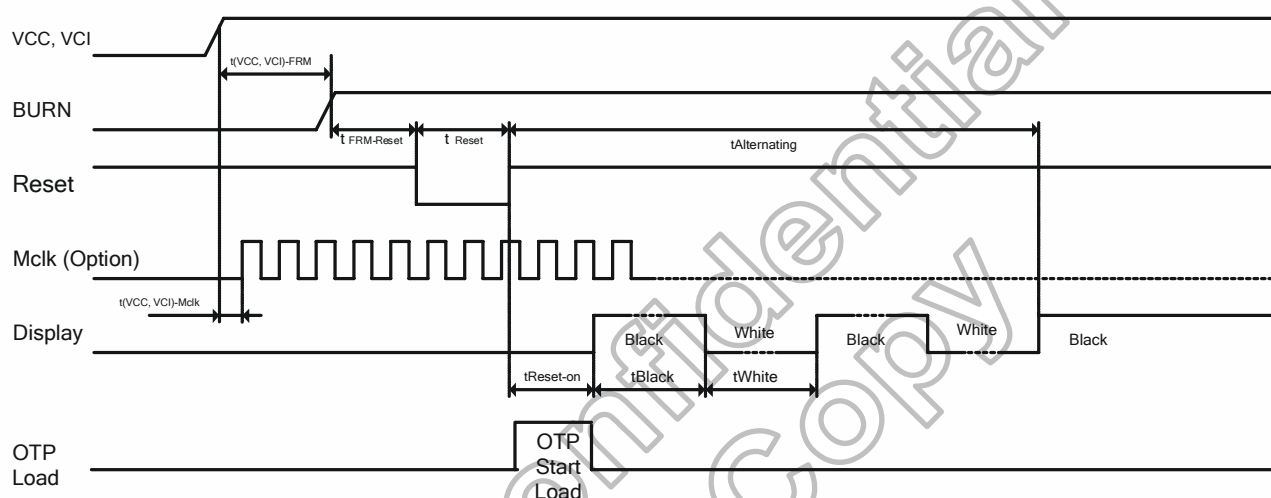 VCC, VCI
t(VCC, VCI)-FRM
BURN
t FRM-Reset
t Reset
tAlternating
Reset
Mclk (Option)
t(VCC, VCI)-Mclk
Display
Black
White
Black
White
Black
tReset-on
tBlack
tWhite
OTP
Load
OTP
Start
Load
onfidential
Copy